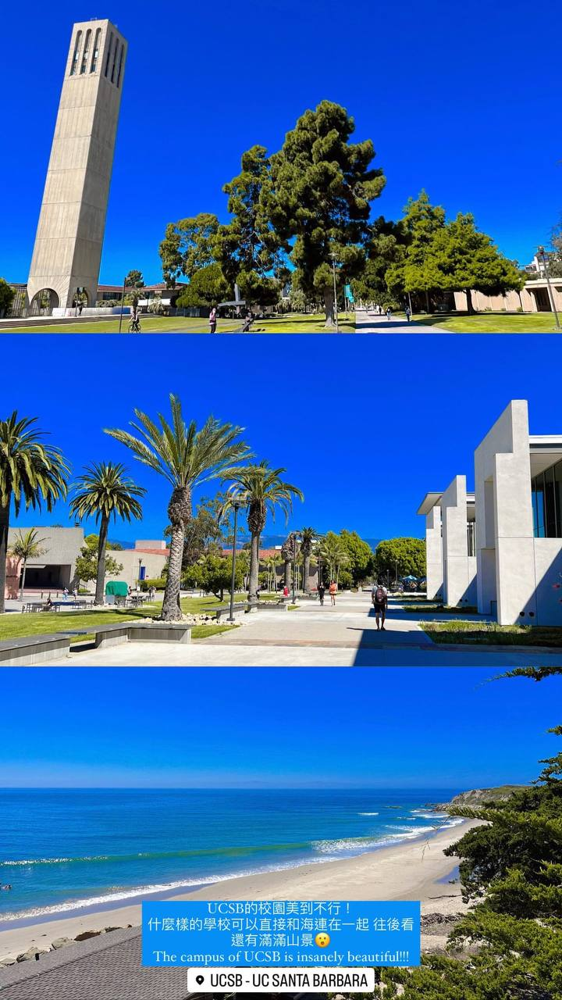 UCSB的校園美到不行！
什麼樣的學校可以直接和海連在一起 往後看
還有滿滿山景😮
The campus of UCSB is insanely beautiful!!!
UCSB - UC SANTA BARBARA